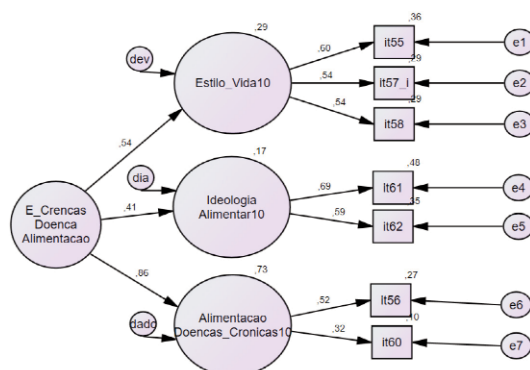 ,29
,36
dev
,60
it55
e1
Estilo_Vida10
,54
,29
it57_i
e2
,54
,29
it58
e3
,54
,17
dia
,48
Ideologia
Alimentar10
,69
it61
e4
,41
,59
,35
it62
e5
E_Crencas
Doenca
Alimentacao
,86
,73
,27
Alimentacao
Doencas_Cronicas10
,52
It56
e6
dado
,32
,10
it60
e7